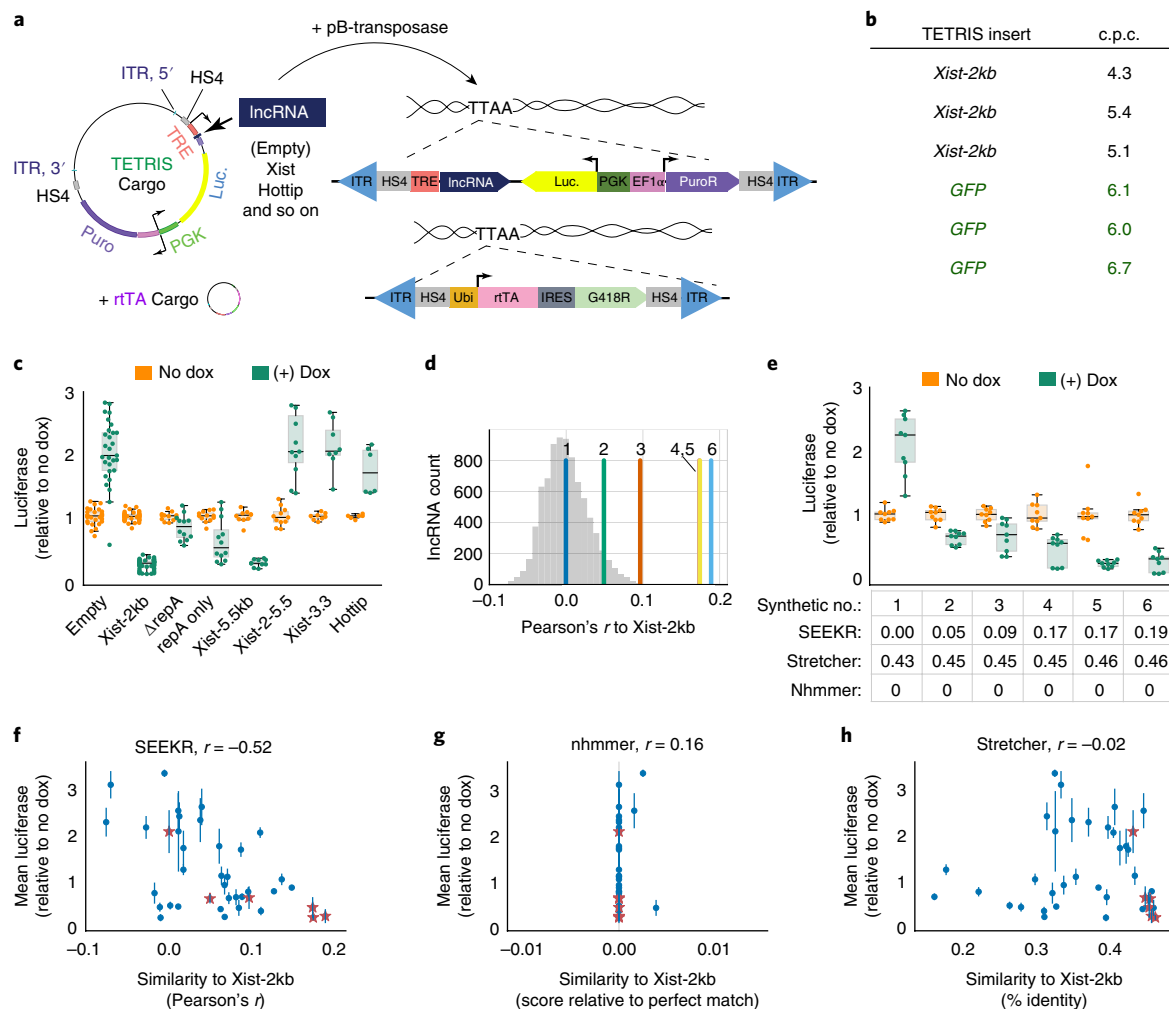 a
+ pB-transposase
ITR, 5′
HS4
lncRNA
TRE
TETRIS
Cargo
Luc.
ITR, 3′
HS4
Puro
PGK
(Empty)
Xist
Hottip
and so on
+ rtTA Cargo
TTAA
ITR HS4 TRE lncRNA Luc. PGK EF1α PuroR HS4 ITR
TTAA
ITR HS4 Ubi rtTA IRES G418R HS4 ITR
b
TETRIS insert c.p.c.
Xist-2kb 4.3
Xist-2kb 5.4
Xist-2kb 5.1
GFP 6.1
GFP 6.0
GFP 6.7
c
No dox (+) Dox
Luciferase
(relative to no dox)
3
2
1
0
Empty
Xist-2kb
ΔrepA
repA only
Xist-5.5kb
Xist-2-5.5
Xist-3.3
Hottip
d
lncRNA count
800
600
400
200
0
1 2 3 4,5 6
−0.1 0.0 0.1 0.2
Pearson's r to Xist-2kb
e
No dox (+) Dox
Luciferase
(relative to no dox)
3
2
1
0
Synthetic no.: 1 2 3 4 5 6
SEEKR: 0.00 0.05 0.09 0.17 0.17 0.19
Stretcher: 0.43 0.45 0.45 0.45 0.46 0.46
Nhmmer: 0 0 0 0 0 0
f
SEEKR, r = −0.52
Mean luciferase
(relative to no dox)
3
2
1
0
−0.1 0.0 0.1 0.2
Similarity to Xist-2kb
(Pearson's r)
g
nhmmer, r = 0.16
Mean luciferase
(relative to no dox)
3
2
1
0
−0.01 0.0 0.01
Similarity to Xist-2kb
(score relative to perfect match)
h
Stretcher, r = −0.02
Mean luciferase
(relative to no dox)
3
2
1
0
0.2 0.3 0.4
Similarity to Xist-2kb
(% identity)